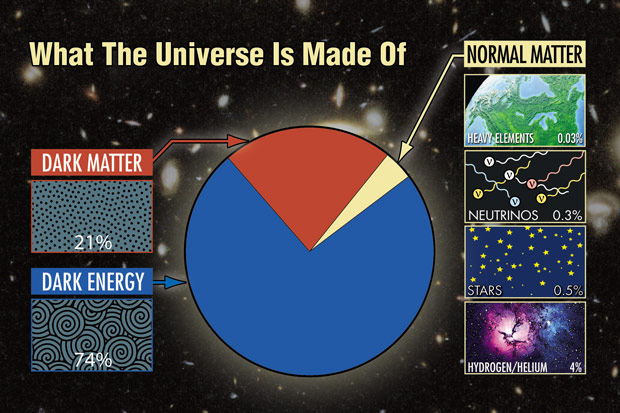 What The Universe Is Made Of
NORMAL MATTER
HEAVY ELEMENTS 0.03%
V V V V V
NEUTRINOS 0.3%
STARS 0.5%
HYDROGEN/HELIUM 4%
DARK MATTER
21%
DARK ENERGY
74%